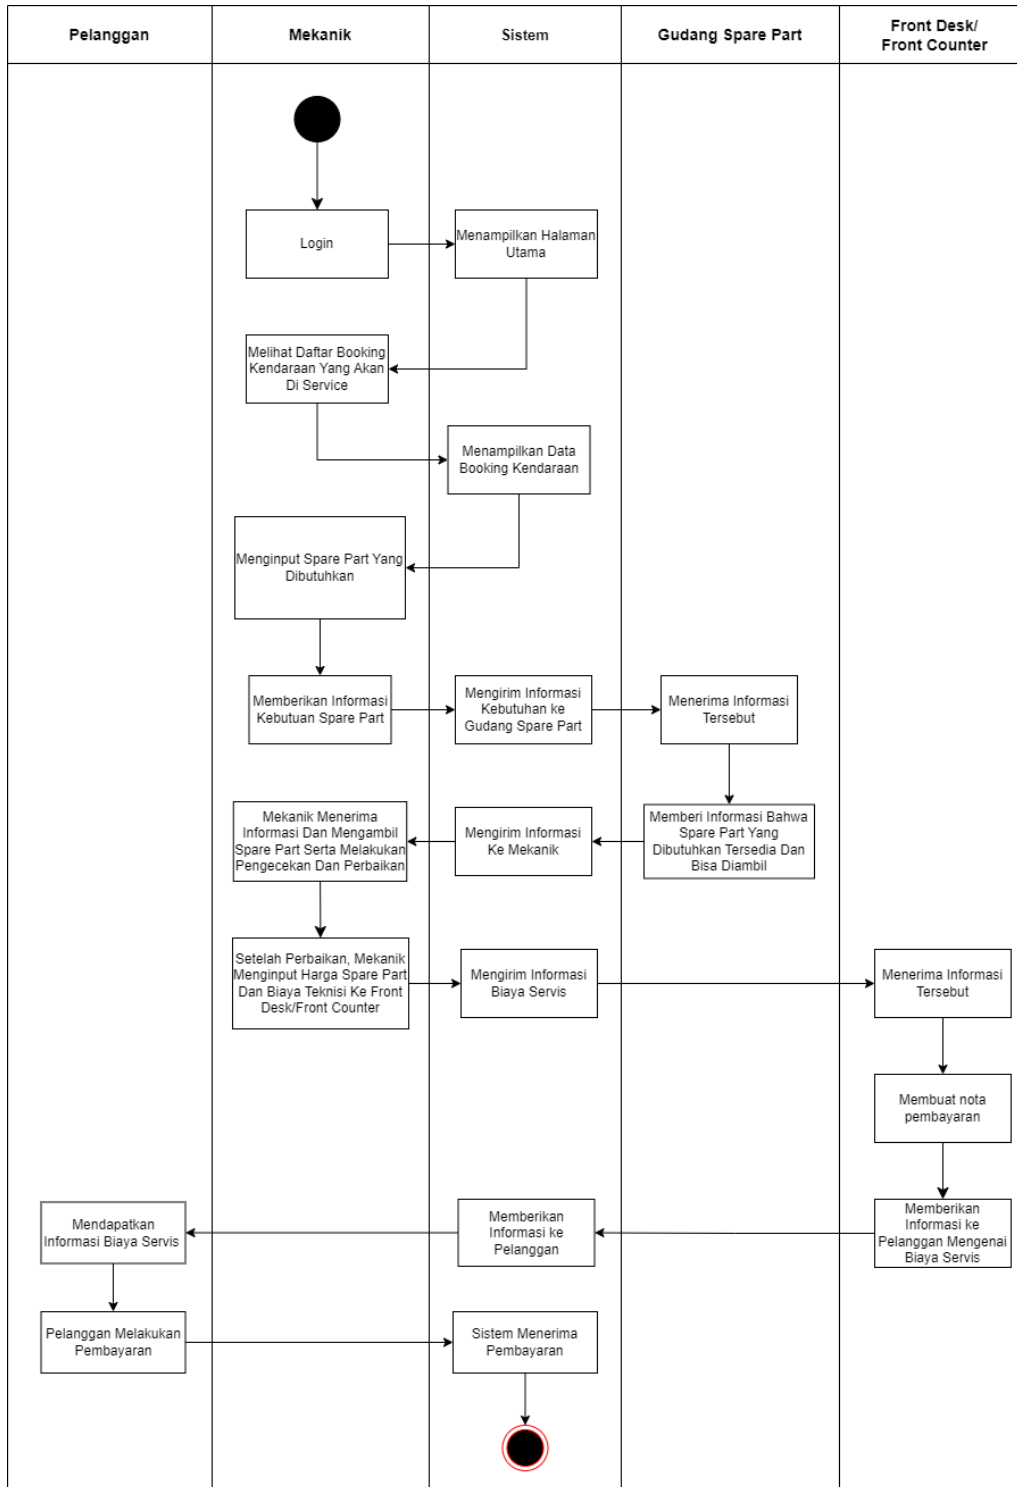 Pelanggan
Mekanik
Sistem
Gudang Spare Part
Front Desk/
Front Counter
Login
Menampilkan Halaman
Utama
Melihat Daftar Booking
Kendaraan Yang Akan
Di Service
Menampilkan Data
Booking Kendaraan
Menginput Spare Part Yang
Dibutuhkan
Memberikan Informasi
Kebutuan Spare Part
Mengirim Informasi
Kebutuhan ke
Gudang Spare Part
Menerima Informasi
Tersebut
Memberi Informasi Bahwa
Spare Part Yang
Dibutuhkan Tersedia Dan
Bisa Diambil
Mengirim Informasi
Ke Mekanik
Mekanik Menerima
Informasi Dan Mengambil
Spare Part Serta Melakukan
Pengecekan Dan Perbaikan
Setelah Perbaikan, Mekanik
Menginput Harga Spare Part
Dan Biaya Teknisi Ke Front
Desk/Front Counter
Mengirim Informasi
Biaya Servis
Menerima Informasi
Tersebut
Membuat nota
pembayaran
Memberikan
Informasi ke
Pelanggan Mengenai
Biaya Servis
Memberikan
Informasi ke
Pelanggan
Mendapatkan
Informasi Biaya Servis
Pelanggan Melakukan
Pembayaran
Sistem Menerima
Pembayaran